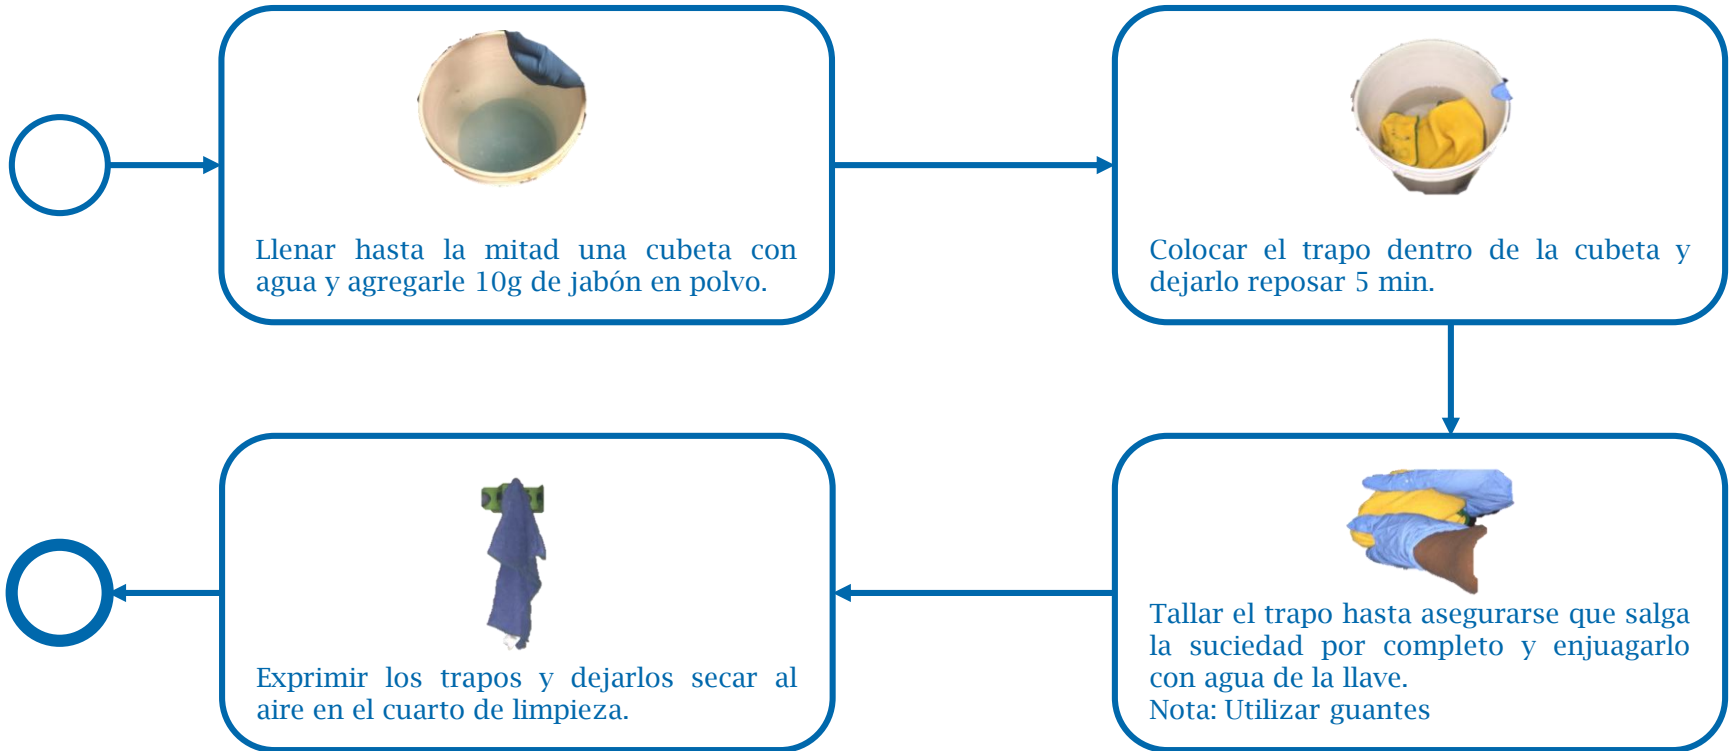 Llenar hasta la mitad una cubeta con
agua y agregarle 10g de jabón en polvo.
Colocar el trapo dentro de la cubeta y
dejarlo reposar 5 min.
Tallar el trapo hasta asegurarse que salga
la suciedad por completo y enjuagarlo
con agua de la llave.
Nota: Utilizar guantes
Exprimir los trapos y dejarlos secar al
aire en el cuarto de limpieza.